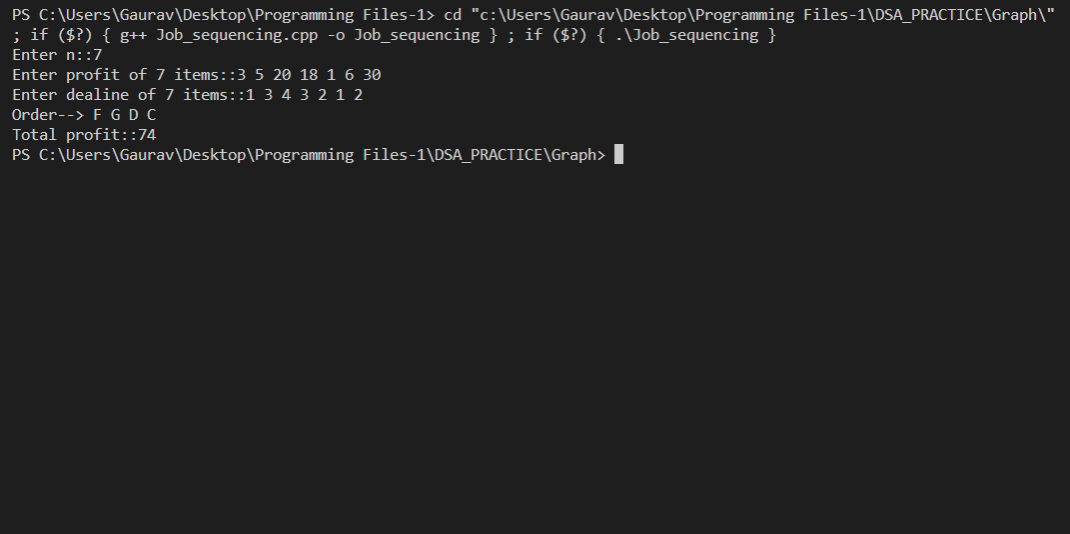 PS C:\Users\Gaurav\Desktop\Programming Files-1> cd "c:\Users\Gaurav\Desktop\Programming Files-1\DSA_PRACTICE\Graph\"
; if ($?) { g++ Job_sequencing.cpp -o Job_sequencing } ; if ($?) { .\Job_sequencing }
Enter n::7
Enter profit of 7 items::3 5 20 18 1 6 30
Enter dealine of 7 items::1 3 4 3 2 1 2
Order--> F G D C
Total profit::74
PS C:\Users\Gaurav\Desktop\Programming Files-1\DSA_PRACTICE\Graph>